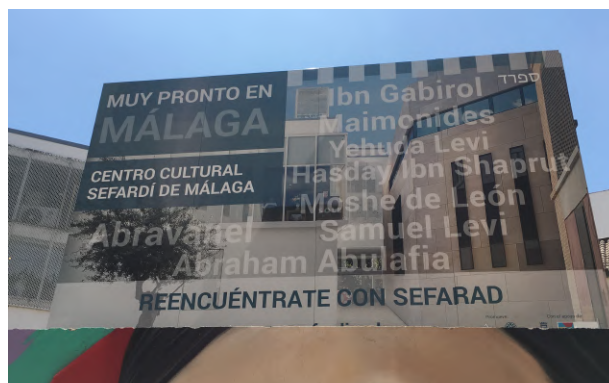 MUY PRONTO EN
MÁLAGA
CENTRO CULTURAL
SEFARDÍ DE MÁLAGA
ספרד
Ibn Gabirol
Maimonides
Yehuda Levi
Hasday Ibn Shaprut
Moshe de León
Abravanel Samuel Levi
Abraham Abulafia
REENCUÉNTRATE CON SEFARAD